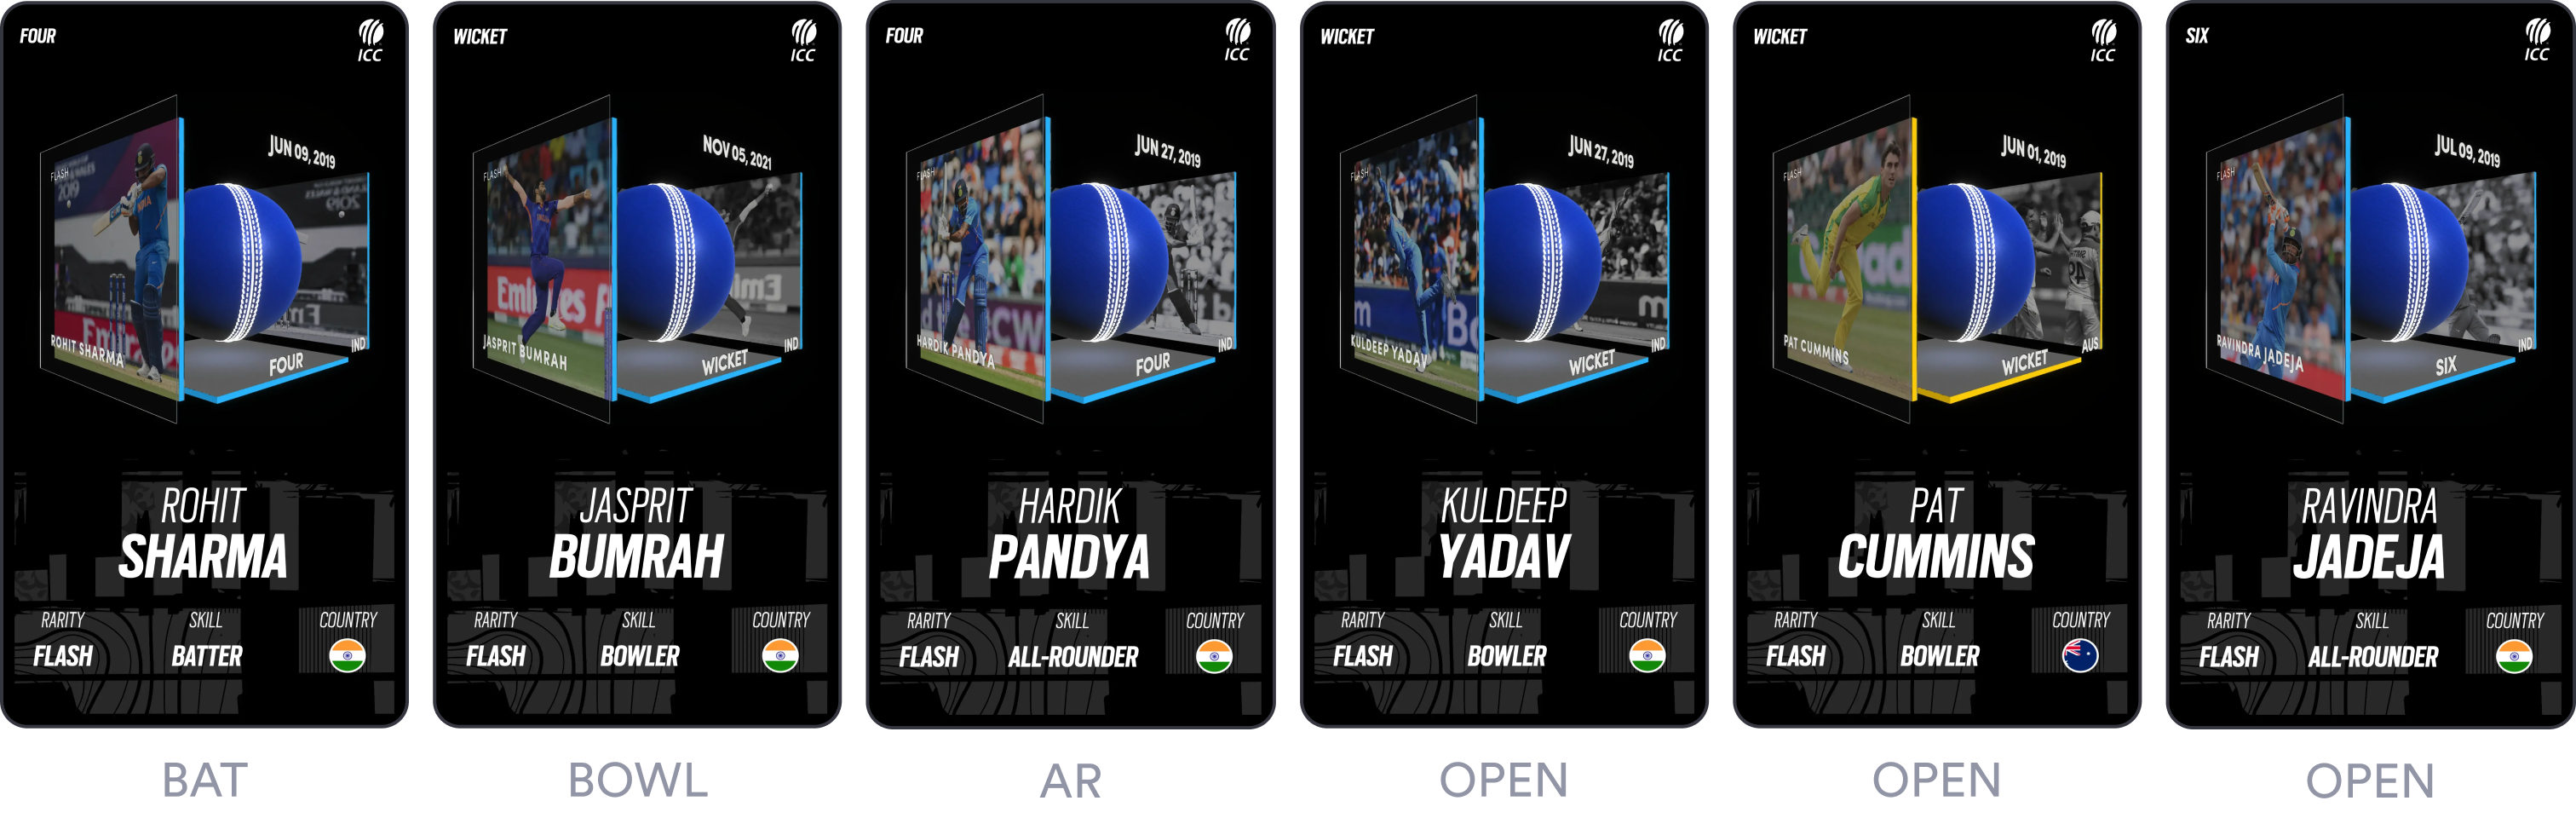 FOUR
ICC
JUN 09, 2019
FLASH
2019
2019
Emirates
ROHIT SHARMA
IND
FOUR
ROHIT
SHARMA
RARITY
SKILL
COUNTRY
FLASH
BATTER
BAT
WICKET
ICC
NOV 05, 2021
FLASH
INDIA
Emirates
JASPRIT BUMRAH
IND
WICKET
JASPRIT
BUMRAH
RARITY
SKILL
COUNTRY
FLASH
BOWLER
BOWL
FOUR
ICC
JUN 27, 2019
FLASH
HARDIK PANDYA
IND
FOUR
HARDIK
PANDYA
RARITY
SKILL
COUNTRY
FLASH
ALL-ROUNDER
AR
WICKET
ICC
JUN 27, 2019
FLASH
KULDEEP YADAV
IND
WICKET
KULDEEP
YADAV
RARITY
SKILL
COUNTRY
FLASH
BOWLER
OPEN
WICKET
ICC
JUN 01, 2019
FLASH
PAT CUMMINS
AUS
WICKET
PAT
CUMMINS
RARITY
SKILL
COUNTRY
FLASH
BOWLER
OPEN
SIX
ICC
JUL 09, 2019
FLASH
RAVINDRA JADEJA
IND
SIX
RAVINDRA
JADEJA
RARITY
SKILL
COUNTRY
FLASH
ALL-ROUNDER
OPEN